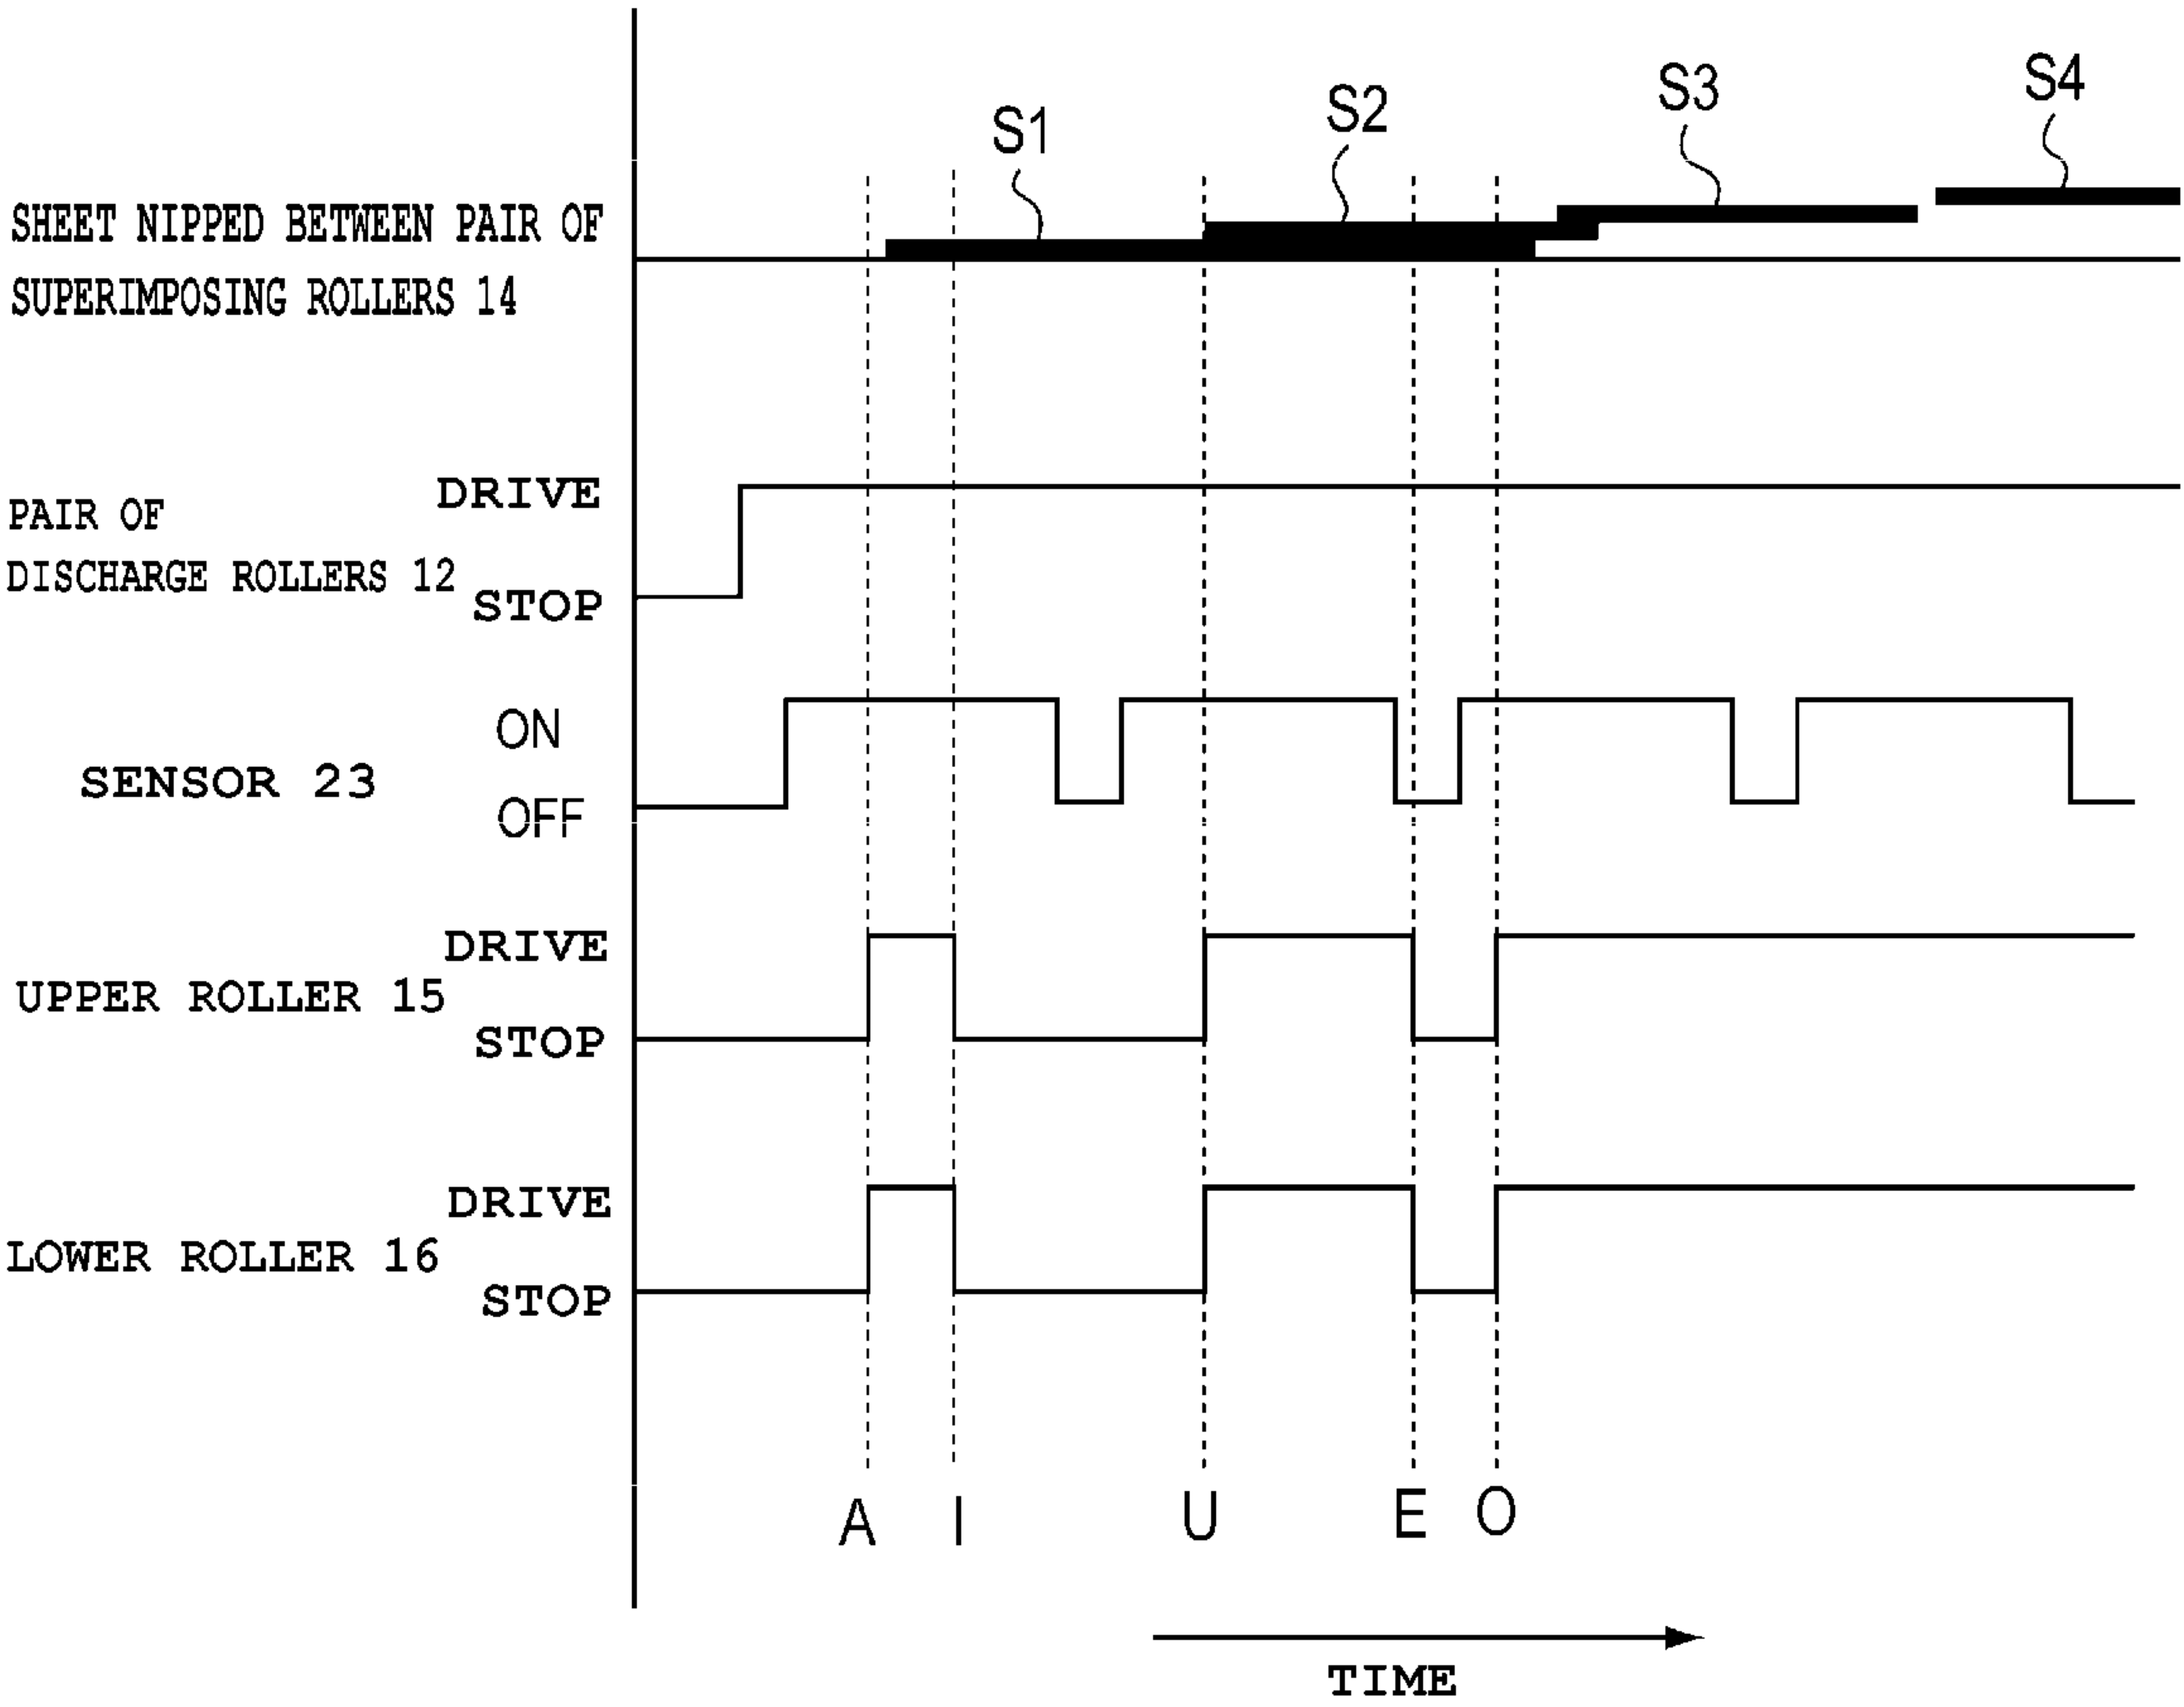 S1
S2
S3
S4
SHEET NIPPED BETWEEN PAIR OF
SUPERIMPOSING ROLLERS 14
PAIR OF
DISCHARGE ROLLERS 12
DRIVE
STOP
SENSOR 23
ON
OFF
UPPER ROLLER 15
DRIVE
STOP
LOWER ROLLER 16
DRIVE
STOP
A
I
U
E
O
TIME